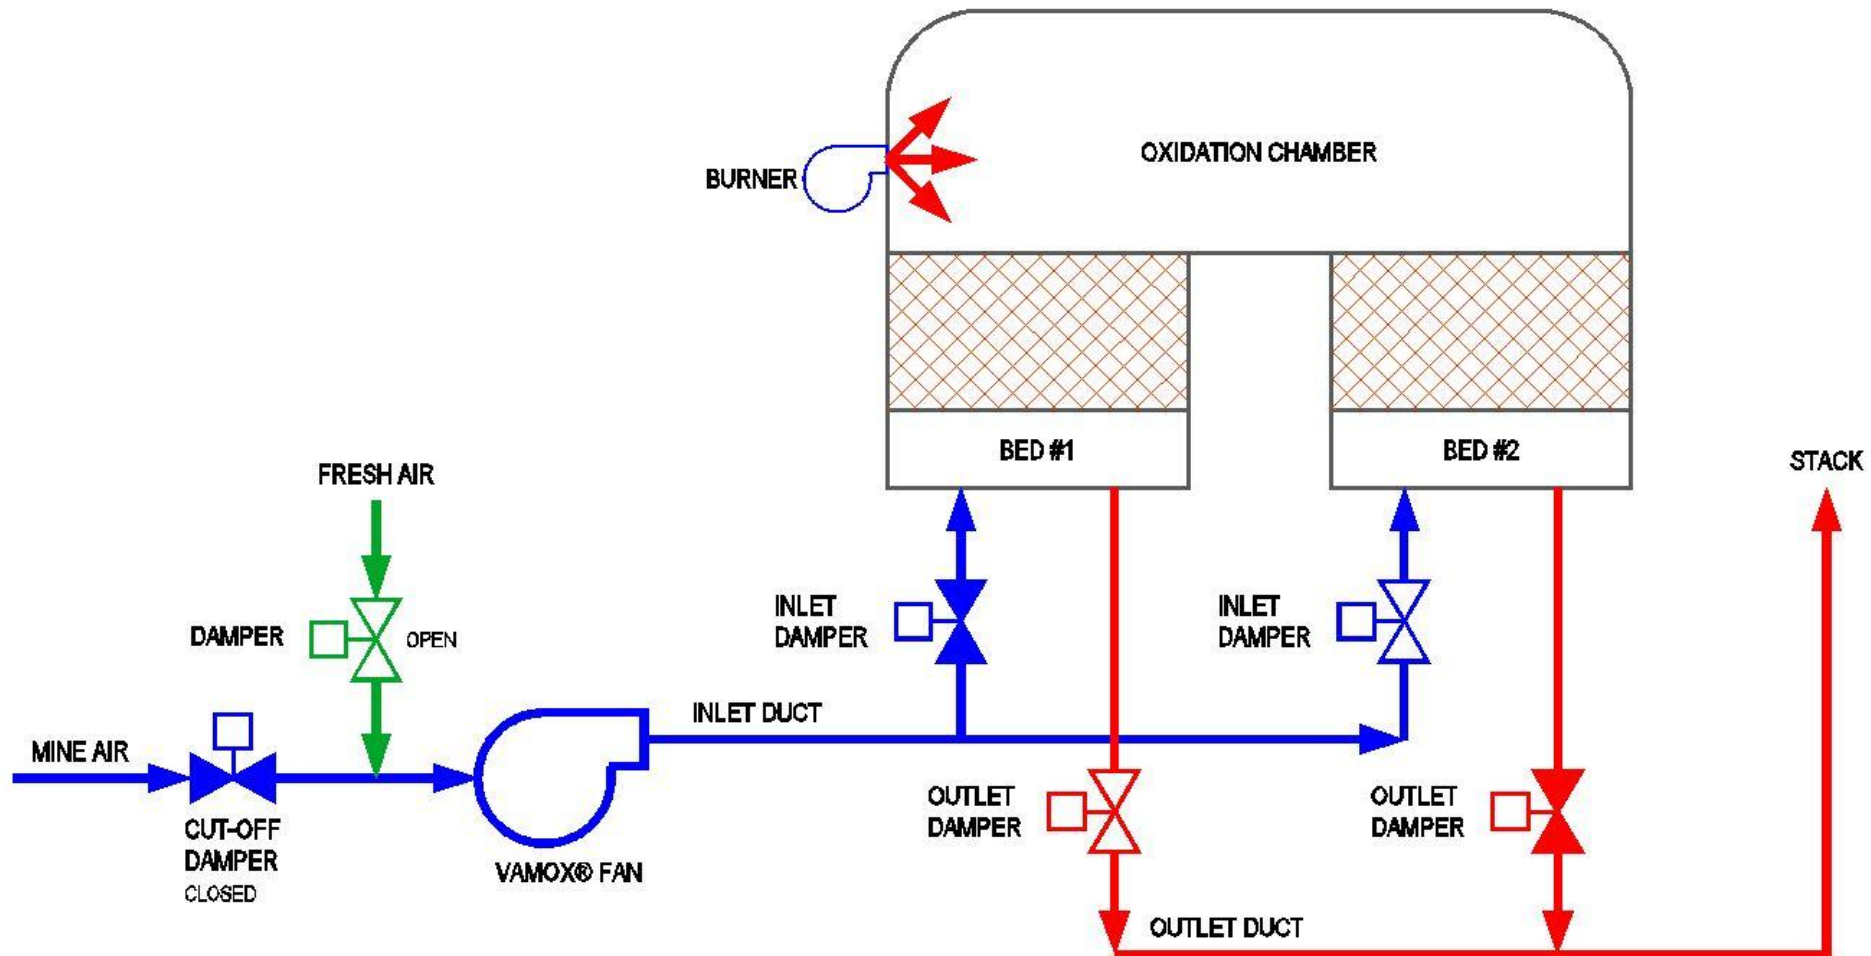 OXIDATION CHAMBER
BURNER
BED #1
BED #2
STACK
FRESH AIR
DAMPER
OPEN
INLET
DAMPER
INLET
DAMPER
INLET DUCT
MINE AIR
CUT-OFF
DAMPER
CLOSED
VAMOX® FAN
OUTLET
DAMPER
OUTLET
DAMPER
OUTLET DUCT